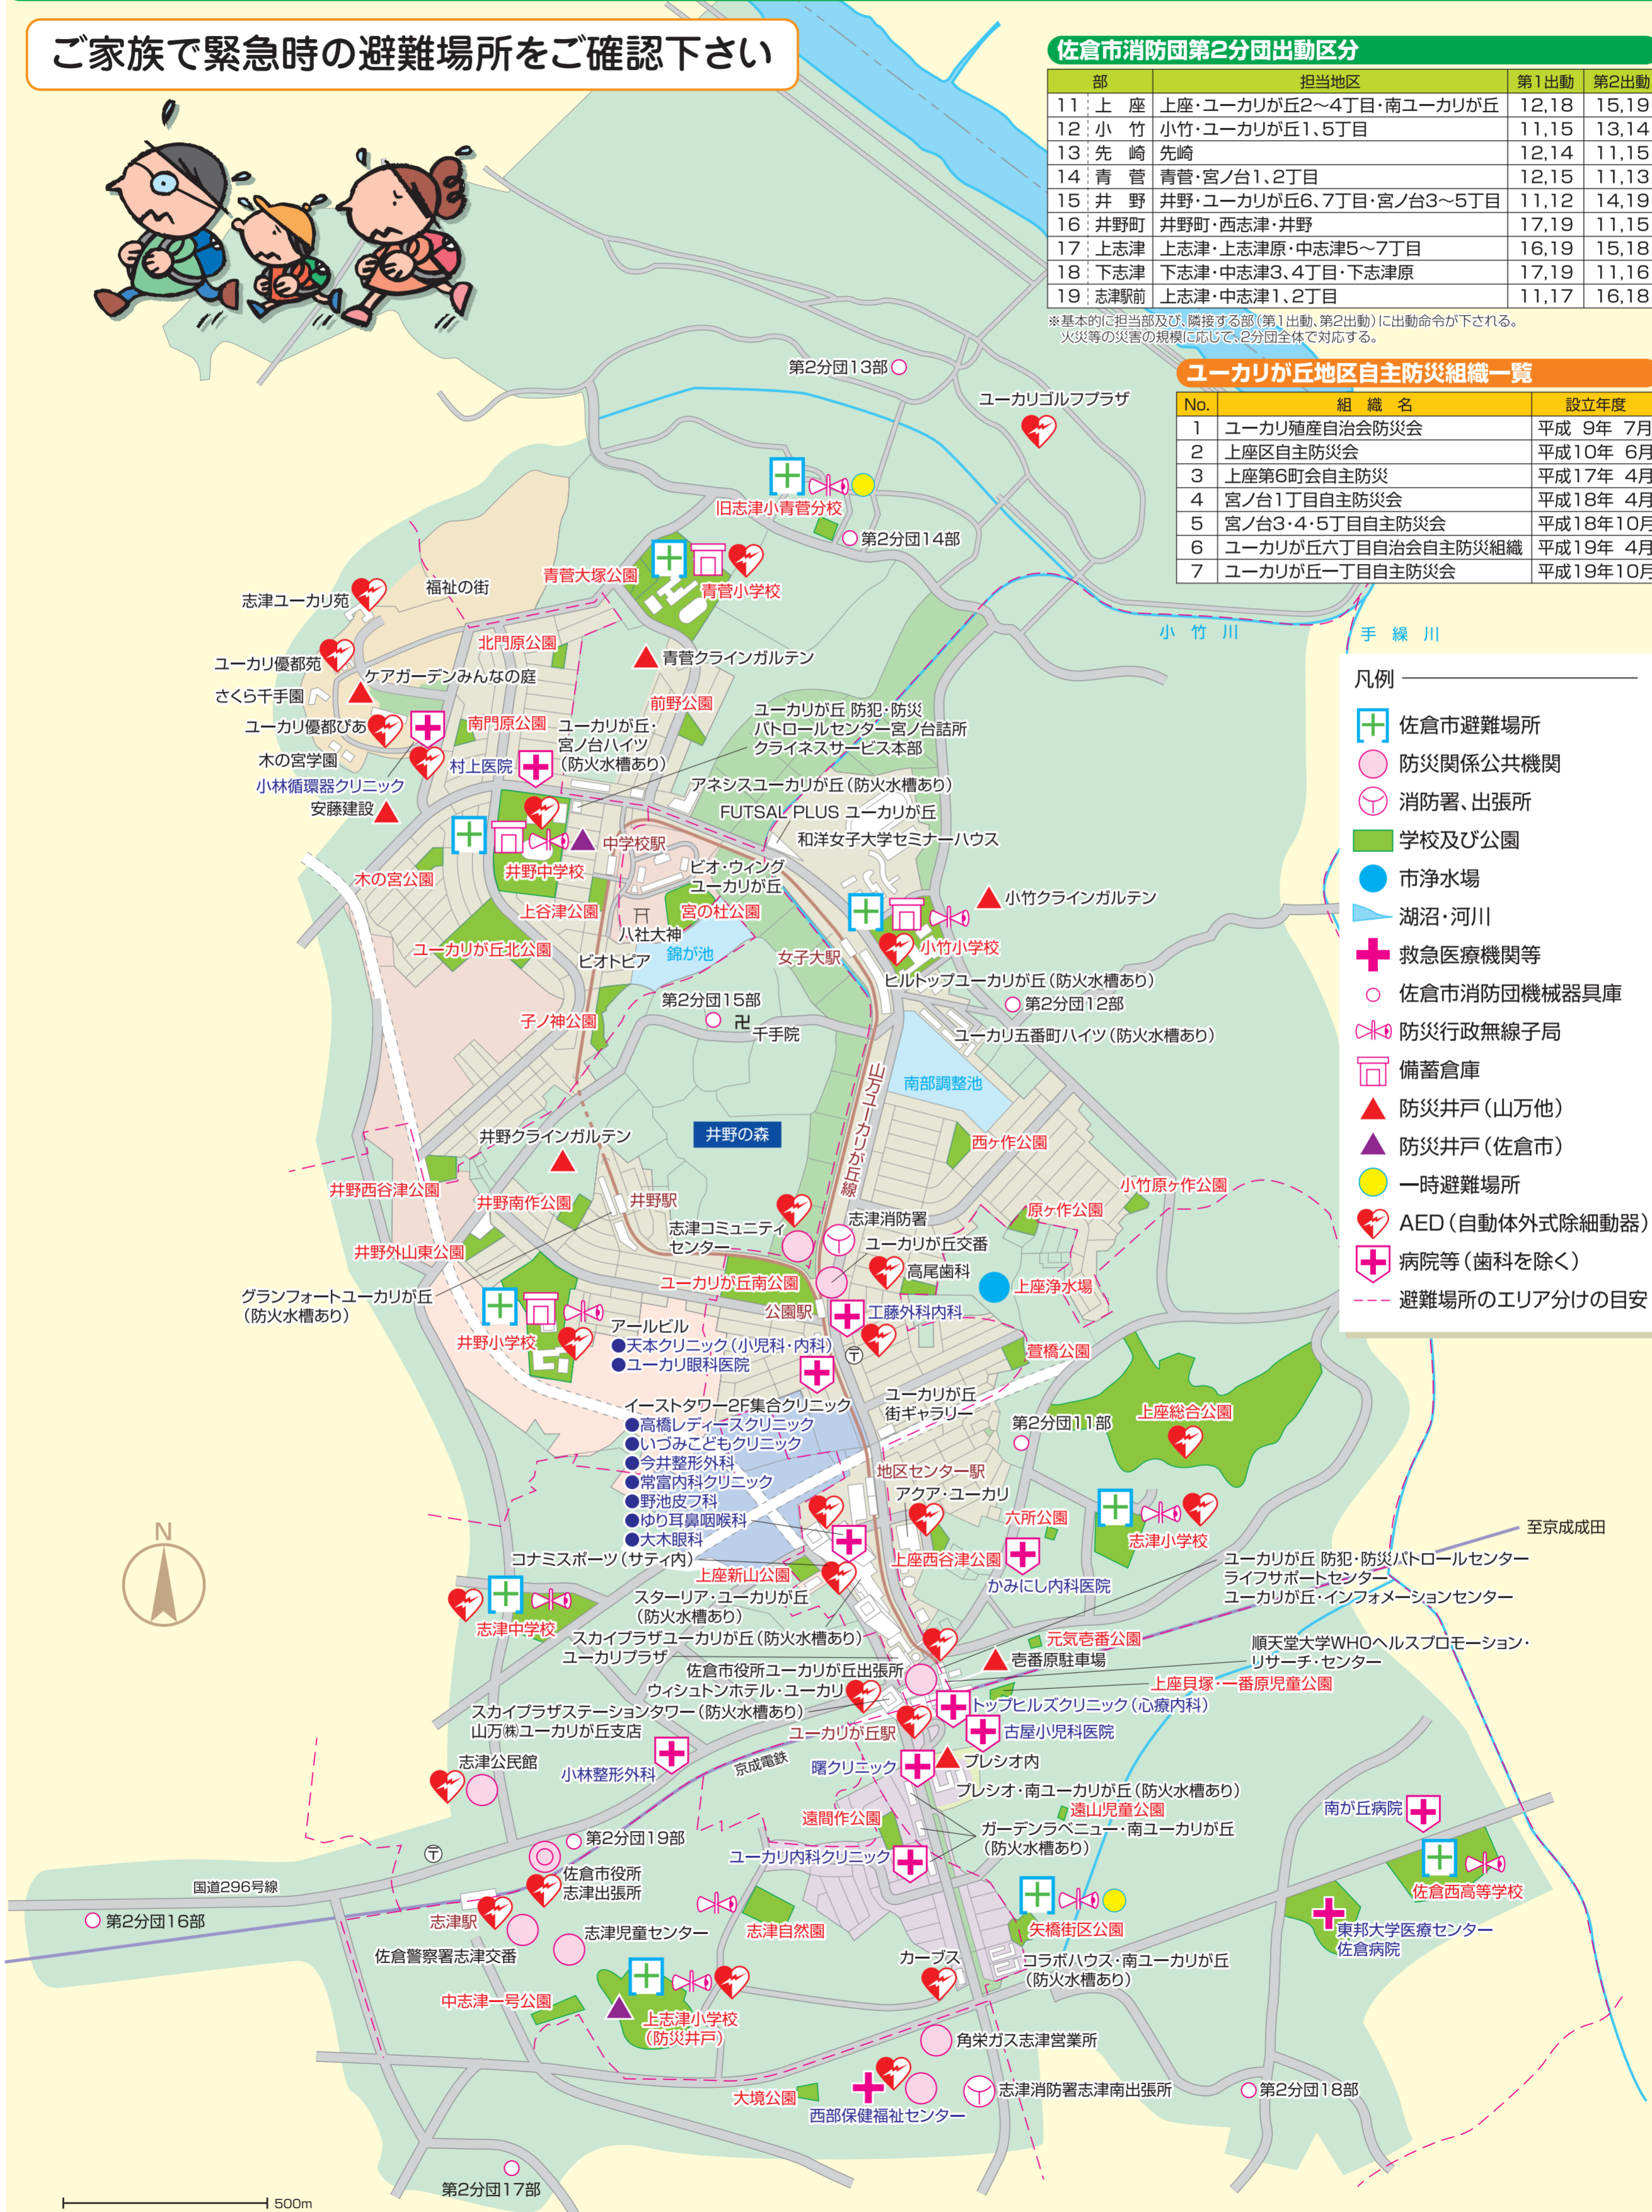 ご家族で緊急時の避難場所をご確認下さい
佐倉市消防団第2分団出動区分
部 担当地区 第1出動 第2出動
11 上 座 上座・ユーカリが丘2〜4丁目・南ユーカリが丘 12,18 15,19
12 小 竹 小竹・ユーカリが丘1、5丁目 11,15 13,14
13 先 崎 先崎 12,14 11,15
14 青 菅 青菅・宮ノ台1、2丁目 12,15 11,13
15 井 野 井野・ユーカリが丘6、7丁目・宮ノ台3〜5丁目 11,12 14,19
16 井野町 井野町・西志津・井野 17,19 11,15
17 上志津 上志津・上志津原・中志津5〜7丁目 16,19 15,18
18 下志津 下志津・中志津3、4丁目・下志津原 17,19 11,16
19 志津駅前 上志津・中志津1、2丁目 11,17 16,18
※基本的に担当部及び、隣接する部(第1出動、第2出動)に出動命令が下される。
火災等の災害の規模に応じて、2分団全体で対応する。
ユーカリが丘地区自主防災組織一覧
No. 組 織 名 設立年度
1 ユーカリ殖産自治会防災会 平成 9年 7月
2 上座区自主防災会 平成10年 6月
3 上座第6町会自主防災 平成17年 4月
4 宮ノ台1丁目自主防災会 平成18年 4月
5 宮ノ台3・4・5丁目自主防災会 平成18年10月
6 ユーカリが丘六丁目自治会自主防災組織 平成19年 4月
7 ユーカリが丘一丁目自主防災会 平成19年10月
第2分団13部
ユーカリゴルフプラザ
旧志津小青菅分校
第2分団14部
青菅大塚公園
青菅小学校
福祉の街
志津ユーカリ苑
小 竹 川
手 繰 川
北門原公園
青菅クラインガルテン
ユーカリ優都苑
ケアガーデンみんなの庭
さくら千手園
前野公園
ユーカリ優都ぴあ
南門原公園
ユーカリが丘・
宮ノ台ハイツ
(防火水槽あり)
ユーカリが丘 防犯・防災
パトロールセンター宮ノ台詰所
クライネスサービス本部
木の宮学園
村上医院
小林循環器クリニック
安藤建設
アネシスユーカリが丘(防火水槽あり)
FUTSAL PLUS ユーカリが丘
和洋女子大学セミナーハウス
中学校駅
井野中学校
木の宮公園
ビオ・ウィング
ユーカリが丘
上谷津公園
宮の杜公園
八社大神
小竹クラインガルテン
小竹小学校
ユーカリが丘北公園
ビオトピア
錦が池
女子大駅
ヒルトップユーカリが丘(防火水槽あり)
第2分団15部
第2分団12部
子ノ神公園
卍
千手院
ユーカリ五番町ハイツ(防火水槽あり)
山万ユーカリが丘線
南部調整池
井野クラインガルテン
井野の森
西ヶ作公園
井野西谷津公園
井野南作公園
井野駅
小竹原ヶ作公園
原ヶ作公園
志津コミュニティ
センター
志津消防署
ユーカリが丘交番
井野外山東公園
高尾歯科
ユーカリが丘南公園
上座浄水場
グランフォートユーカリが丘
(防火水槽あり)
公園駅
工藤外科内科
井野小学校
アールビル
●天本クリニック(小児科・内科)
●ユーカリ眼科医院
〒
萱橋公園
イーストタワー2F集合クリニック
●高橋レディースクリニック
●いづみこどもクリニック
●今井整形外科
●常富内科クリニック
●野池皮フ科
●ゆり耳鼻咽喉科
●大木眼科
ユーカリが丘
街ギャラリー
第2分団11部
上座総合公園
地区センター駅
アクア・ユーカリ
六所公園
志津小学校
至京成成田
コナミスポーツ(サティ内)
上座新山公園
上座西谷津公園
かみにし内科医院
ユーカリが丘 防犯・防災パトロールセンター
ライフサポートセンター
ユーカリが丘・インフォメーションセンター
志津中学校
スターリア・ユーカリが丘
(防火水槽あり)
スカイプラザユーカリが丘(防火水槽あり)
ユーカリプラザ
元気壱番公園
壱番原駐車場
順天堂大学WHOヘルスプロモーション・
リサーチ・センター
佐倉市役所ユーカリが丘出張所
ウィシュトンホテル・ユーカリ
上座貝塚・一番原児童公園
スカイプラザステーションタワー(防火水槽あり)
山万㈱ユーカリが丘支店
トップヒルズクリニック(心療内科)
ユーカリが丘駅
古屋小児科医院
志津公民館
小林整形外科
京成電鉄
曙クリニック
プレシオ内
プレシオ・南ユーカリが丘(防火水槽あり)
遠間作公園
遠山児童公園
ガーデンラベニュー・南ユーカリが丘
(防火水槽あり)
南が丘病院
〒
第2分団19部
ユーカリ内科クリニック
佐倉市役所
志津出張所
国道296号線
佐倉西高等学校
第2分団16部
志津駅
志津自然園
矢橋街区公園
東邦大学医療センター
佐倉病院
佐倉警察署志津交番
志津児童センター
カーブス
コラボハウス・南ユーカリが丘
(防火水槽あり)
中志津一号公園
上志津小学校
(防災井戸)
角栄ガス志津営業所
大境公園
西部保健福祉センター
志津消防署志津南出張所
第2分団18部
第2分団17部
N
500m
凡例
佐倉市避難場所
防災関係公共機関
消防署、出張所
学校及び公園
市浄水場
湖沼・河川
救急医療機関等
佐倉市消防団機械器具庫
防災行政無線子局
備蓄倉庫
防災井戸(山万他)
防災井戸(佐倉市)
一時避難場所
AED(自動体外式除細動器)
病院等(歯科を除く)
避難場所のエリア分けの目安